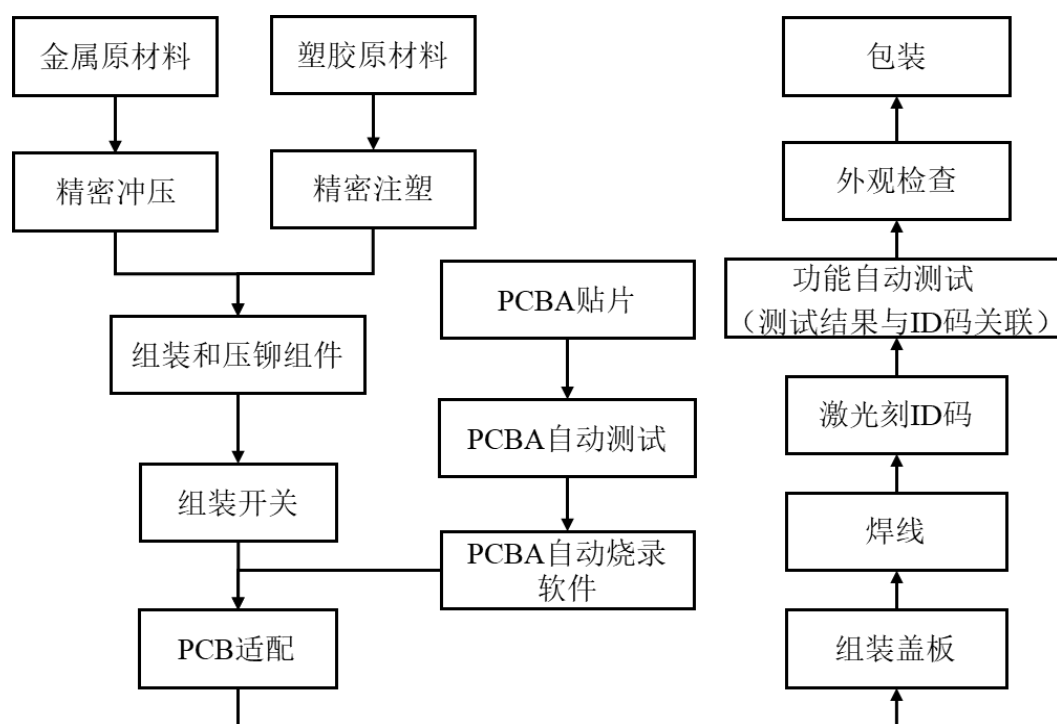 金属原材料
塑胶原材料
包装
精密冲压
精密注塑
外观检查
PCBA贴片
功能自动测试
（测试结果与ID码关联）
组装和压铆组件
PCBA自动测试
激光刻ID码
组装开关
PCBA自动烧录
软件
焊线
PCB适配
组装盖板